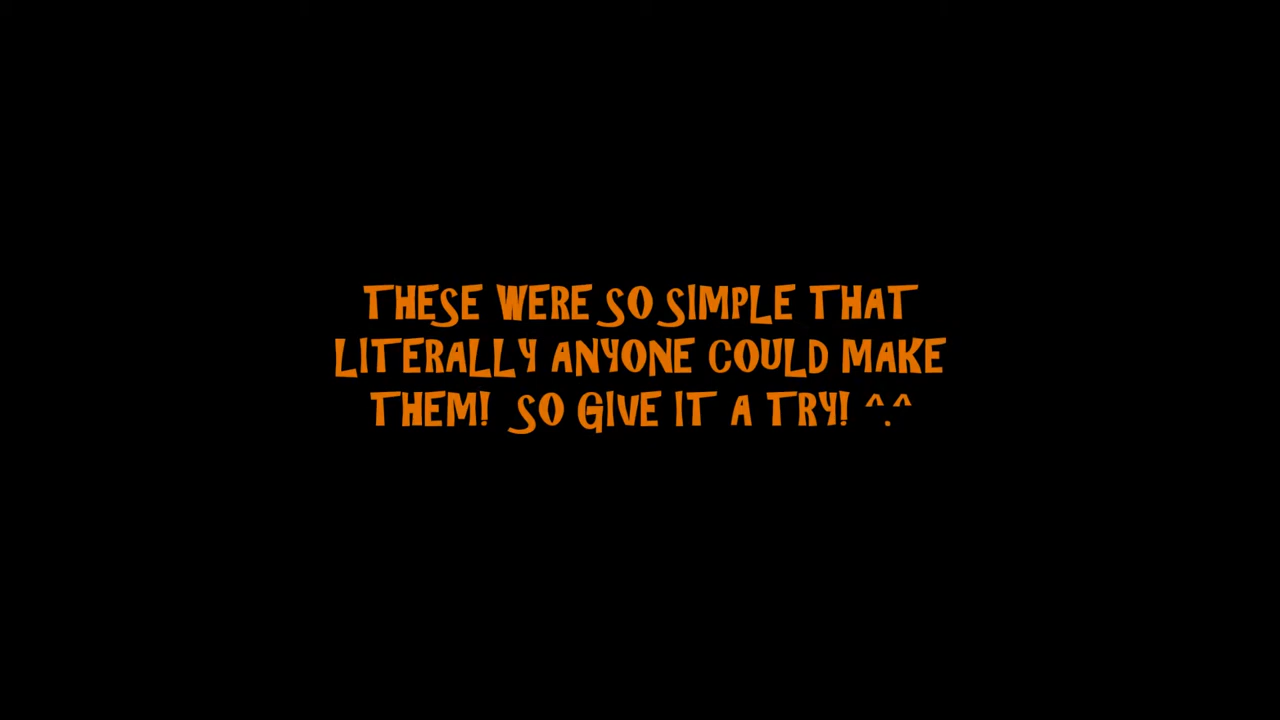 THESE WERE SO SIMPLE THAT
LITERALLY ANYONE COULD MAKE
THEM!  SO GIVE IT A TRY! ^.^